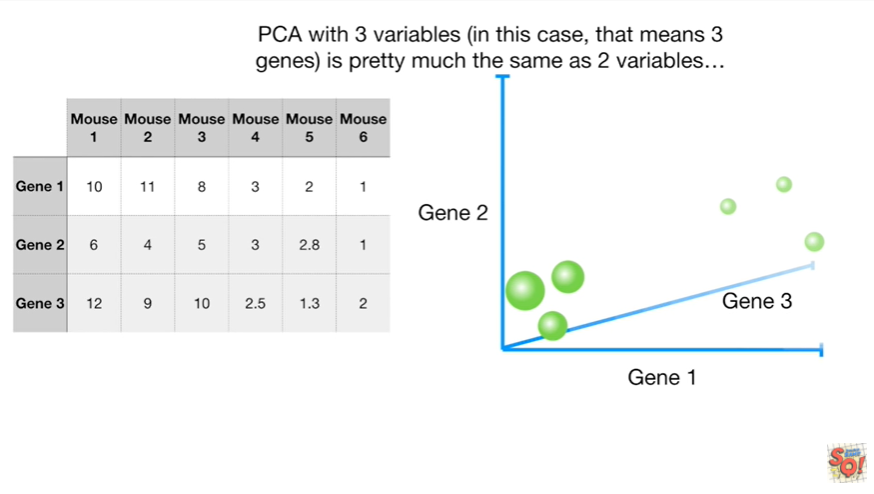 PCA with 3 variables (in this case, that means 3
genes) is pretty much the same as 2 variables…
Mouse 1 Mouse 2 Mouse 3 Mouse 4 Mouse 5 Mouse 6
Gene 1 10 11 8 3 2 1
Gene 2 6 4 5 3 2.8 1
Gene 3 12 9 10 2.5 1.3 2
Gene 2
Gene 3
Gene 1
SQ!